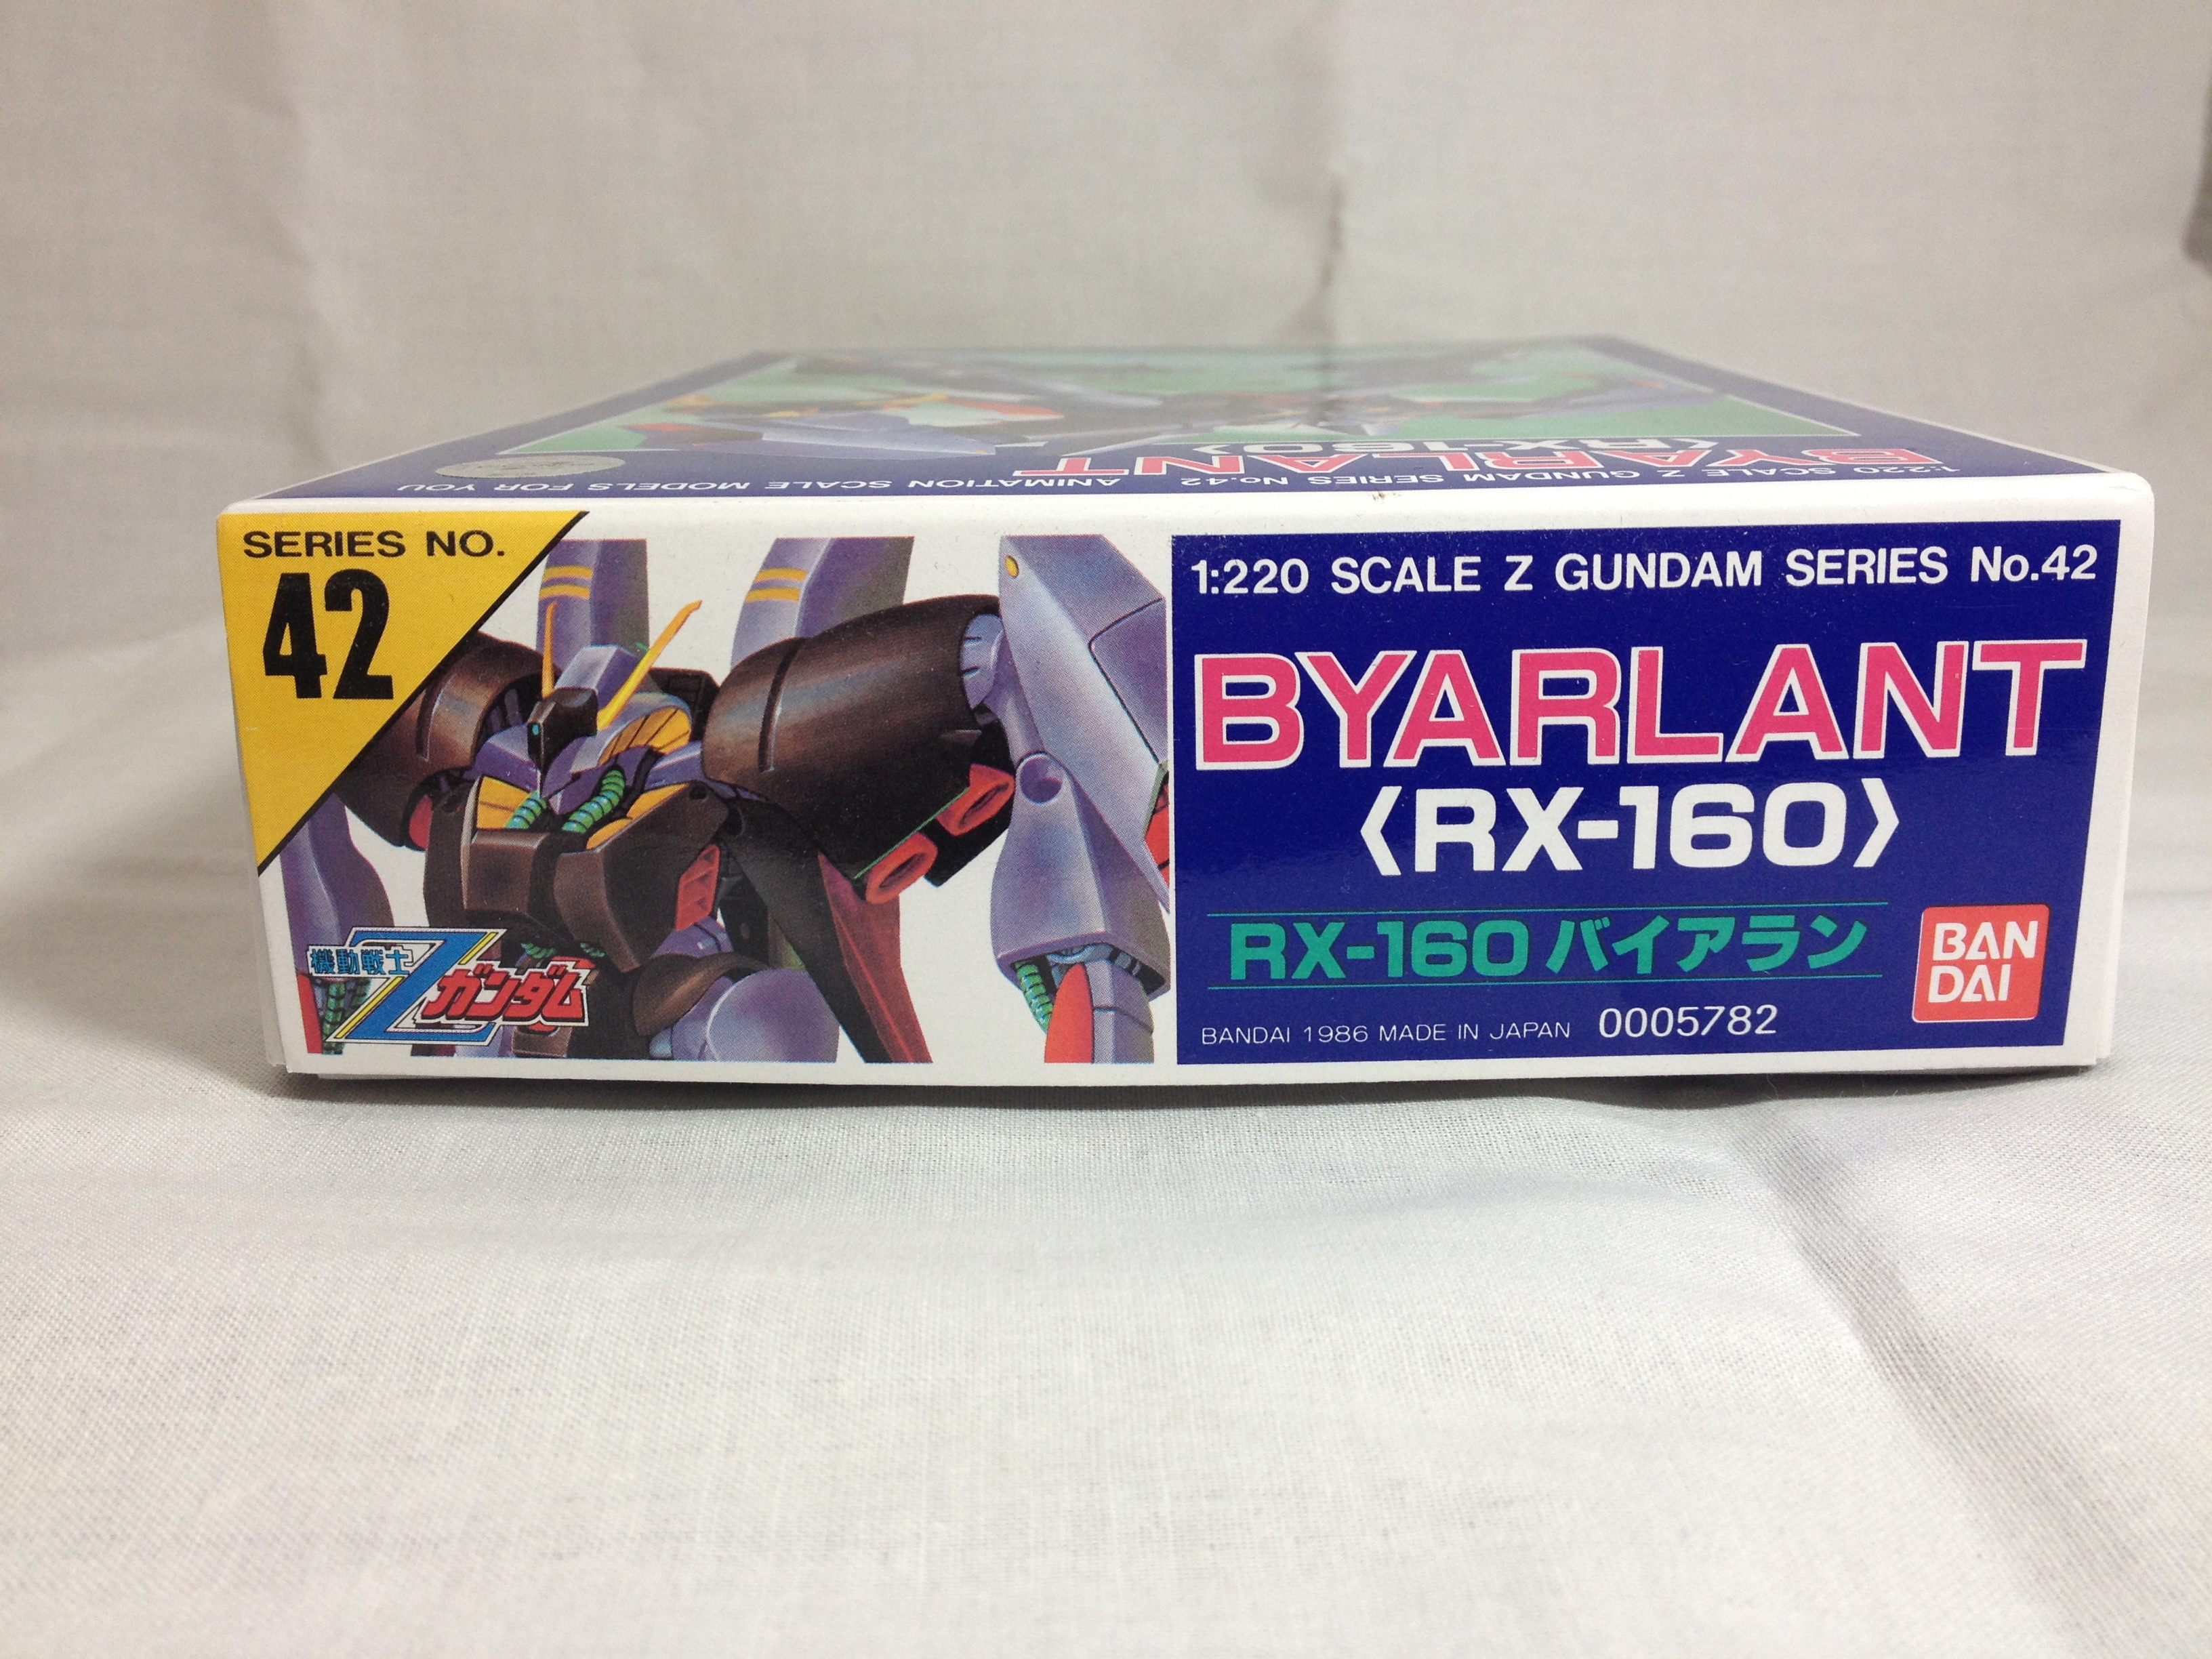 1:220 SCALE Z GUNDAM SERIES No.42 ANIMATION SCALE MODELS FOR YOU
BYARLANT
〈RX-160〉
SERIES NO.
42
機動戦士
Z
ガンダム
1:220 SCALE Z GUNDAM SERIES No.42
BYARLANT
〈RX-160〉
RX-160 バイアラン
BANDAI 1986 MADE IN JAPAN 0005782
BAN
DAI